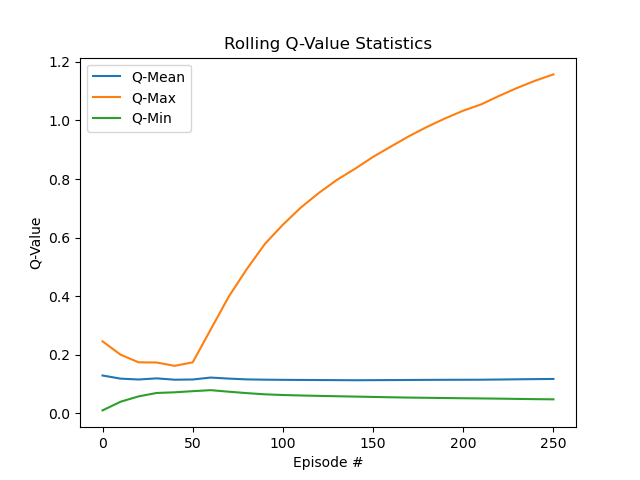 Rolling Q-Value Statistics
Q-Mean
Q-Max
Q-Min
Q-Value
1.2
1.0
0.8
0.6
0.4
0.2
0.0
0 50 100 150 200 250
Episode #